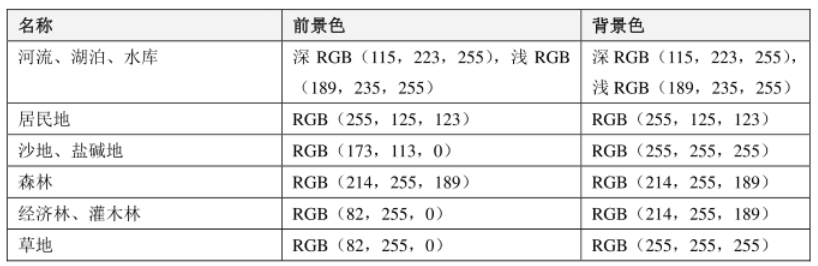 名称 前景色 背景色
河流、湖泊、水库 深 RGB（115，223，255），浅 RGB 深 RGB（115，223，255），
（189，235，255） 浅 RGB（189，235，255）
居民地 RGB（255，125，123） RGB（255，125，123）
沙地、盐碱地 RGB（173，113，0） RGB（255，255，255）
森林 RGB（214，255，189） RGB（214，255，189）
经济林、灌木林 RGB（82，255，0） RGB（214，255，189）
草地 RGB（82，255，0） RGB（255，255，255）